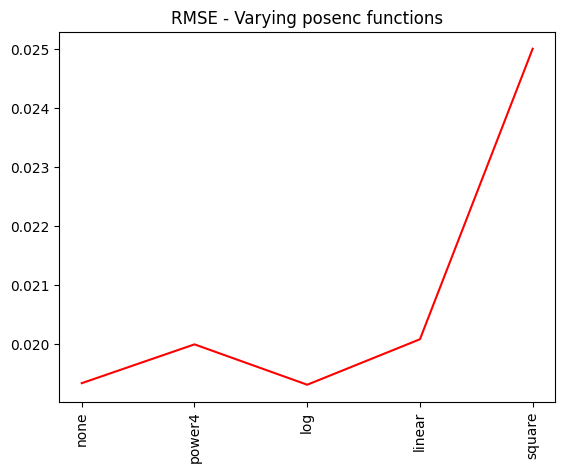 RMSE - Varying posenc functions
0.025
0.024
0.023
0.022
0.021
0.020
none
power4
log
linear
square